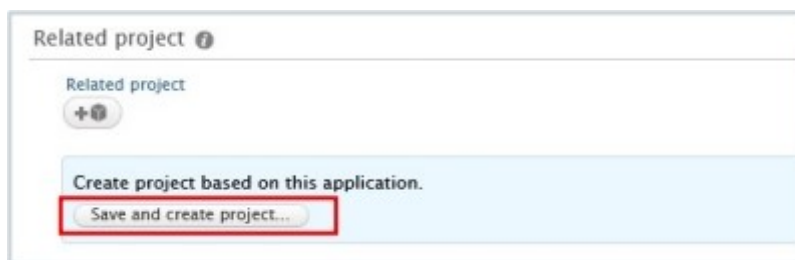 Related project
Related project
Create project based on this application.
Save and create project...